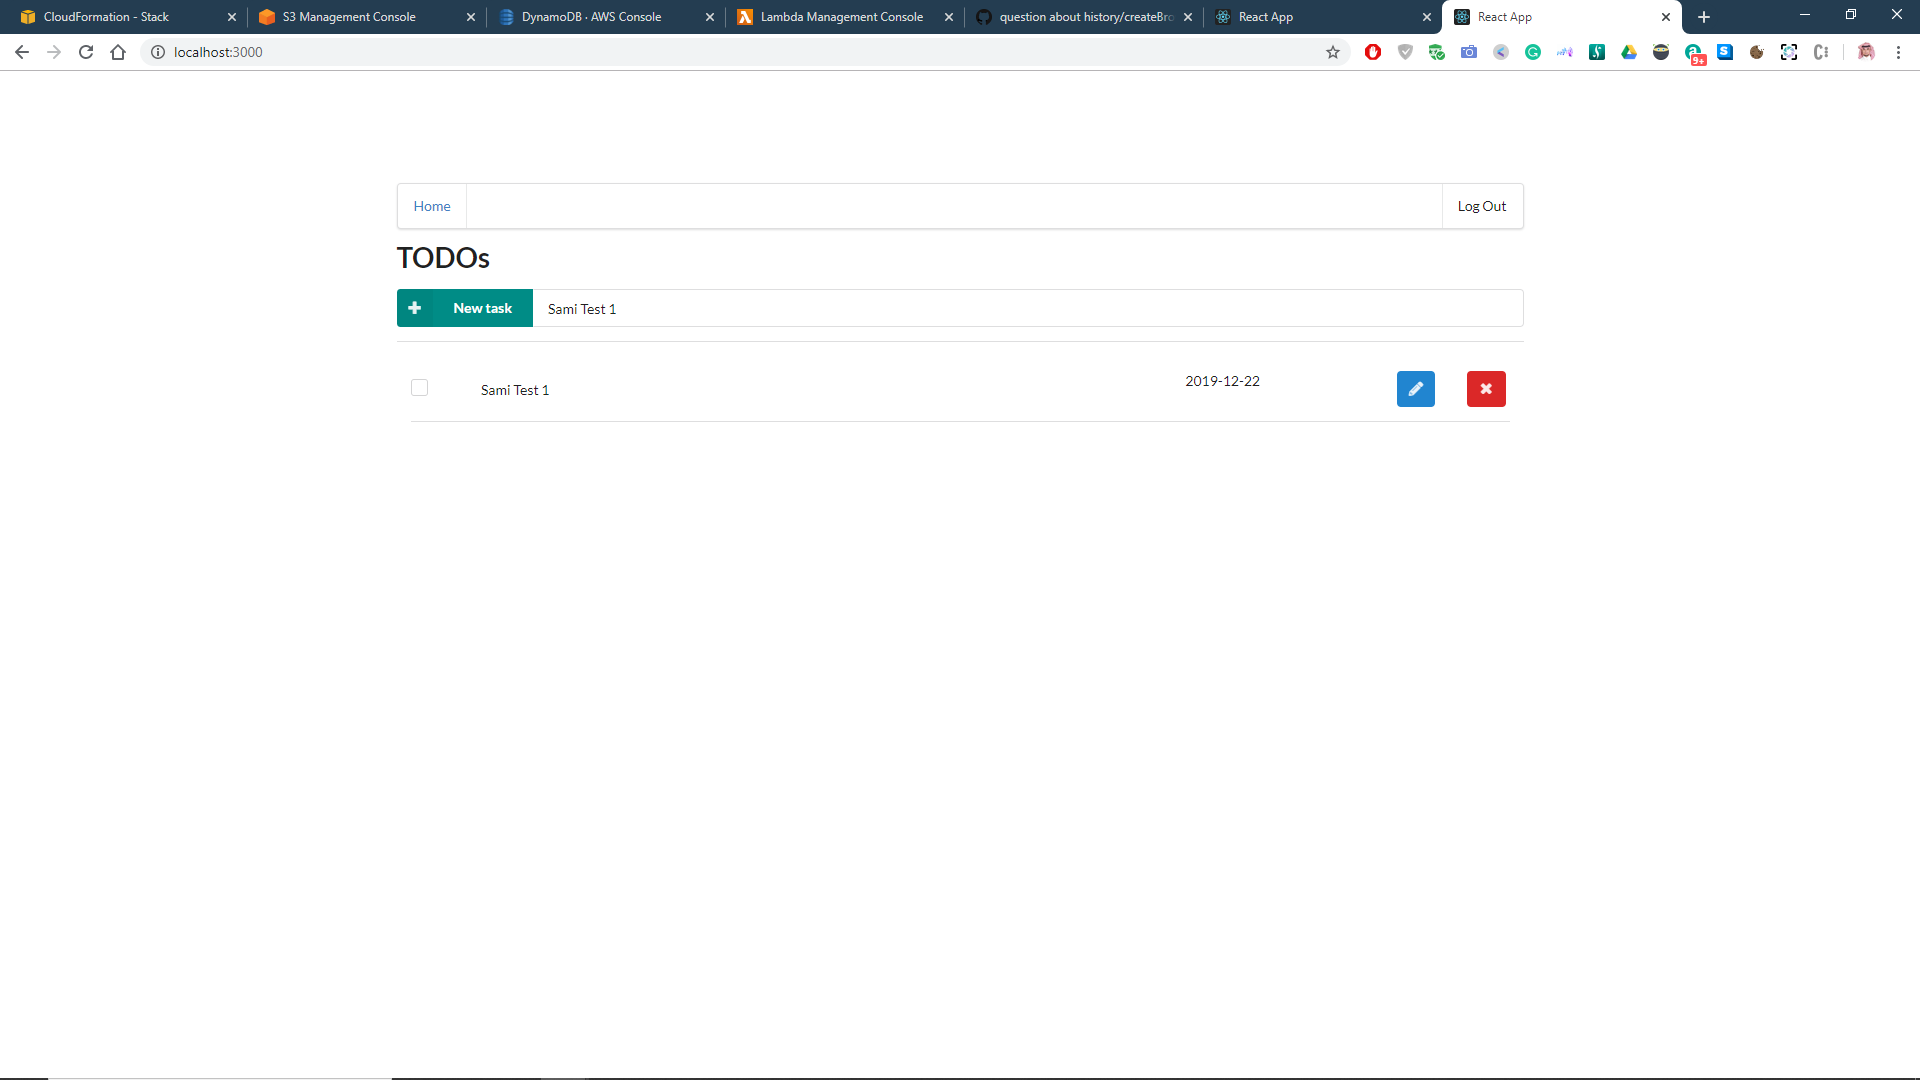 CloudFormation - Stack
S3 Management Console
DynamoDB · AWS Console
Lambda Management Console
question about history/createBro
React App
React App
localhost:3000
9+
Home
Log Out
TODOs
New task
Sami Test 1
Sami Test 1
2019-12-22